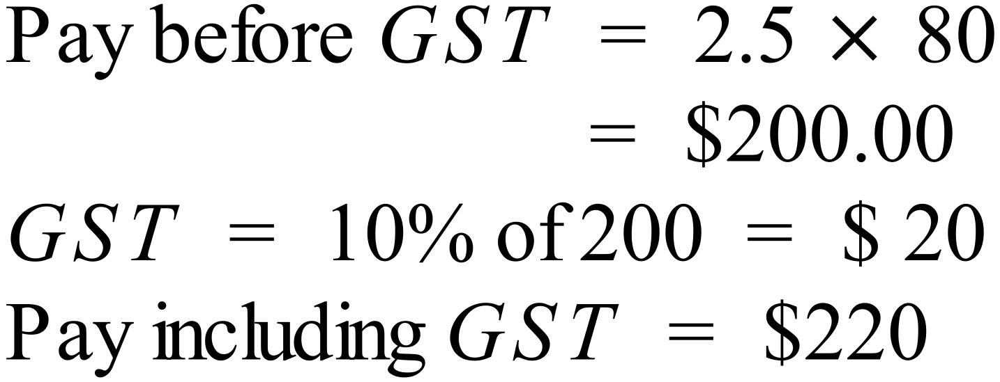 Pay before GST = 2.5 × 80
= $200.00
GST = 10% of 200 = $ 20
Pay including GST = $220